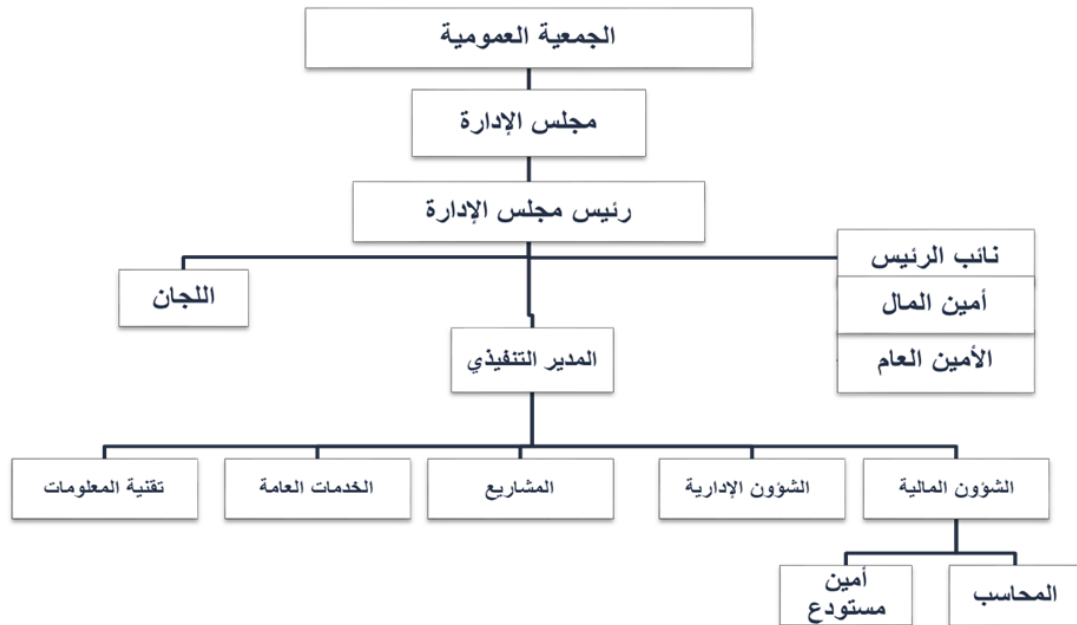 الجمعية العمومية
مجلس الإدارة
رئيس مجلس الإدارة
نائب الرئيس
أمين المال
الأمين العام
اللجان
المدير التنفيذي
الشؤون المالية
الشؤون الإدارية
المشاريع
الخدمات العامة
تقنية المعلومات
المحاسب
أمين
مستودع